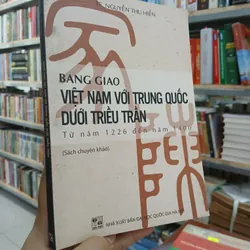 NGUYỄN THU HIỀN
BANG GIAO
VIỆT NAM VỚI TRUNG QUỐC
DƯỚI TRIỀU TRẦN
Từ năm 1226 đến năm 1400
(Sách chuyên khảo)
NHÀ XUẤT BẢN ĐẠI HỌC QUỐC GIA HÀ NỘI